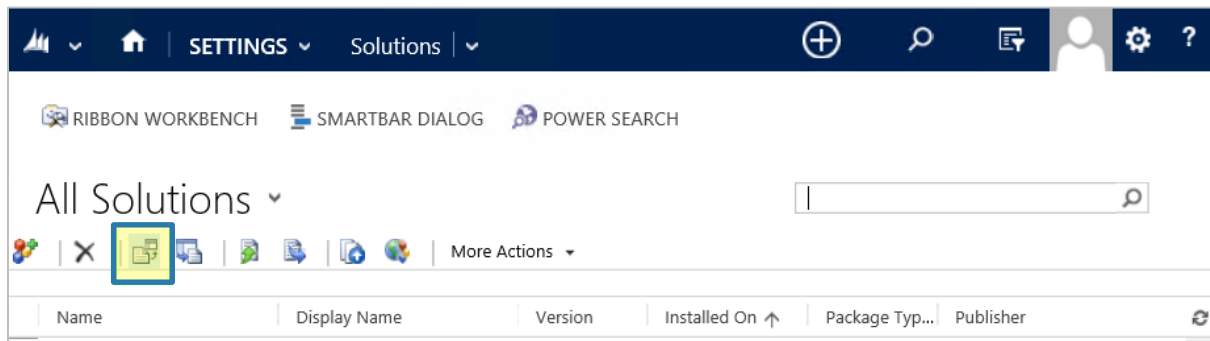 SETTINGS Solutions ?
RIBBON WORKBENCH SMARTBAR DIALOG POWER SEARCH
All Solutions
More Actions
Name Display Name Version Installed On Package Typ... Publisher